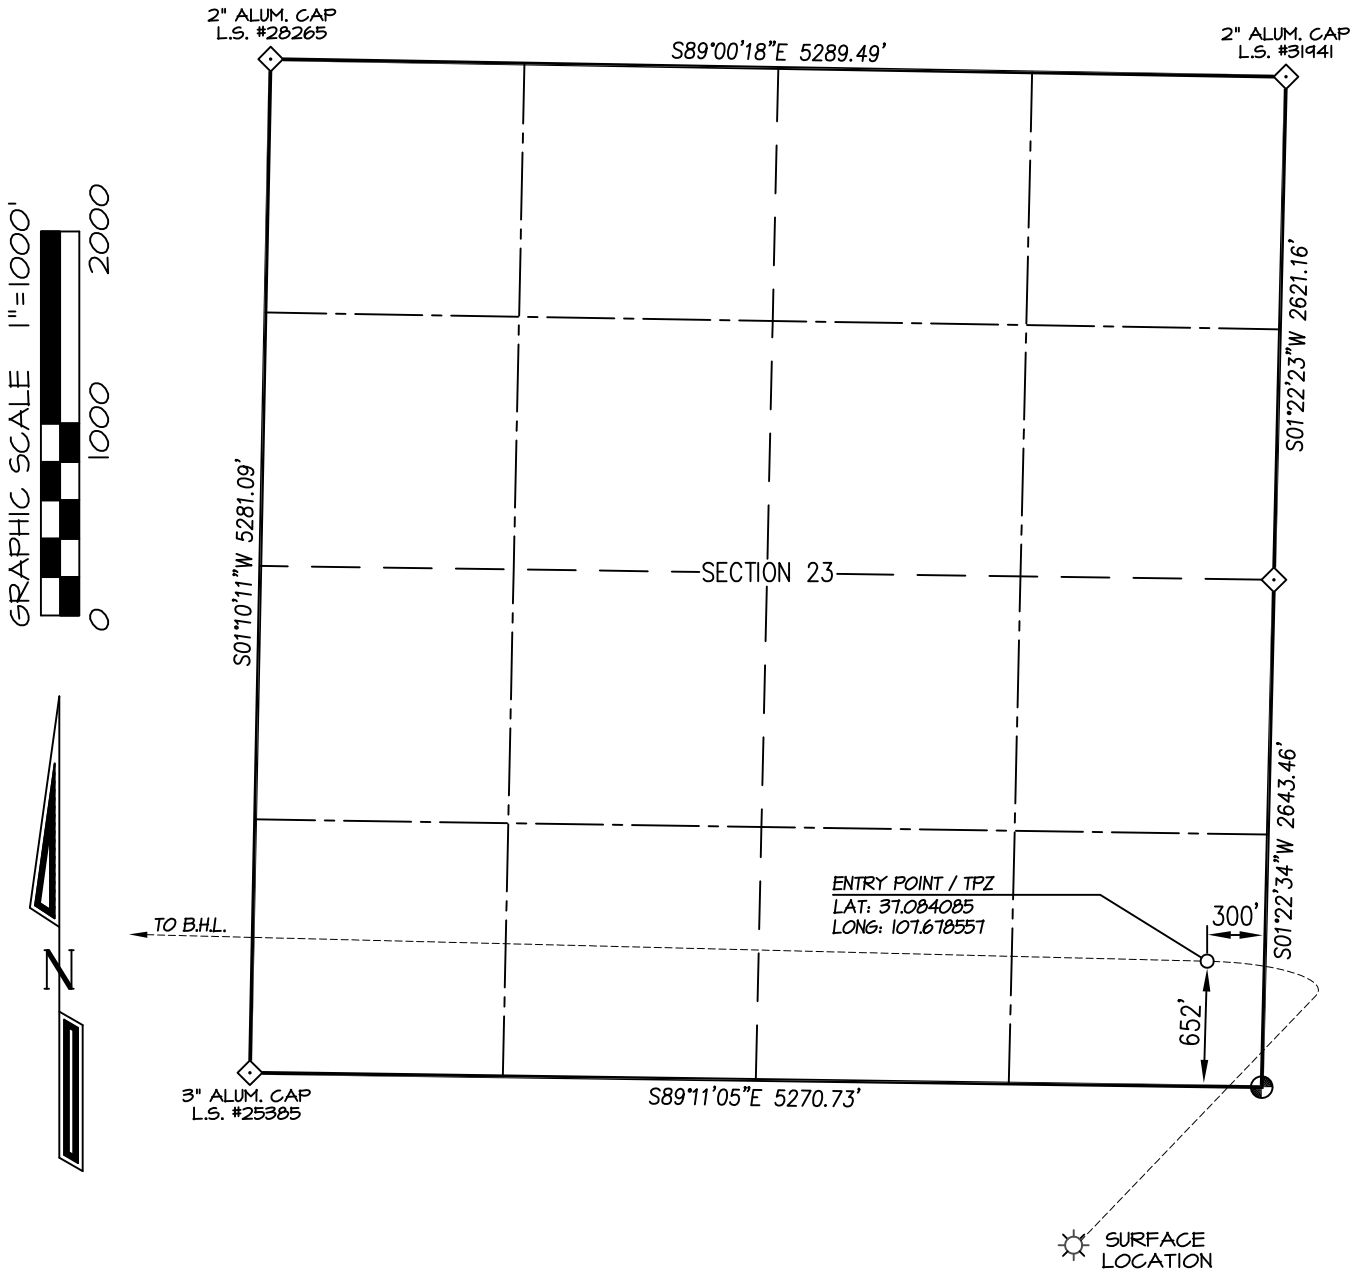 2" ALUM. CAP
L.S. #28265
S89°00'18"E 5289.49'
2" ALUM. CAP
L.S. #31941
GRAPHIC SCALE 1"=1000'
0
1000
2000
S01°10'11"W 5281.09'
S01°22'23"W 2621.16'
SECTION 23
S01°22'34"W 2643.46'
ENTRY POINT / TPZ
LAT: 37.084085
LONG: 107.678557
300'
TO B.H.L.
N
652'
3" ALUM. CAP
L.S. #25385
S89°11'05"E 5270.73'
SURFACE
LOCATION